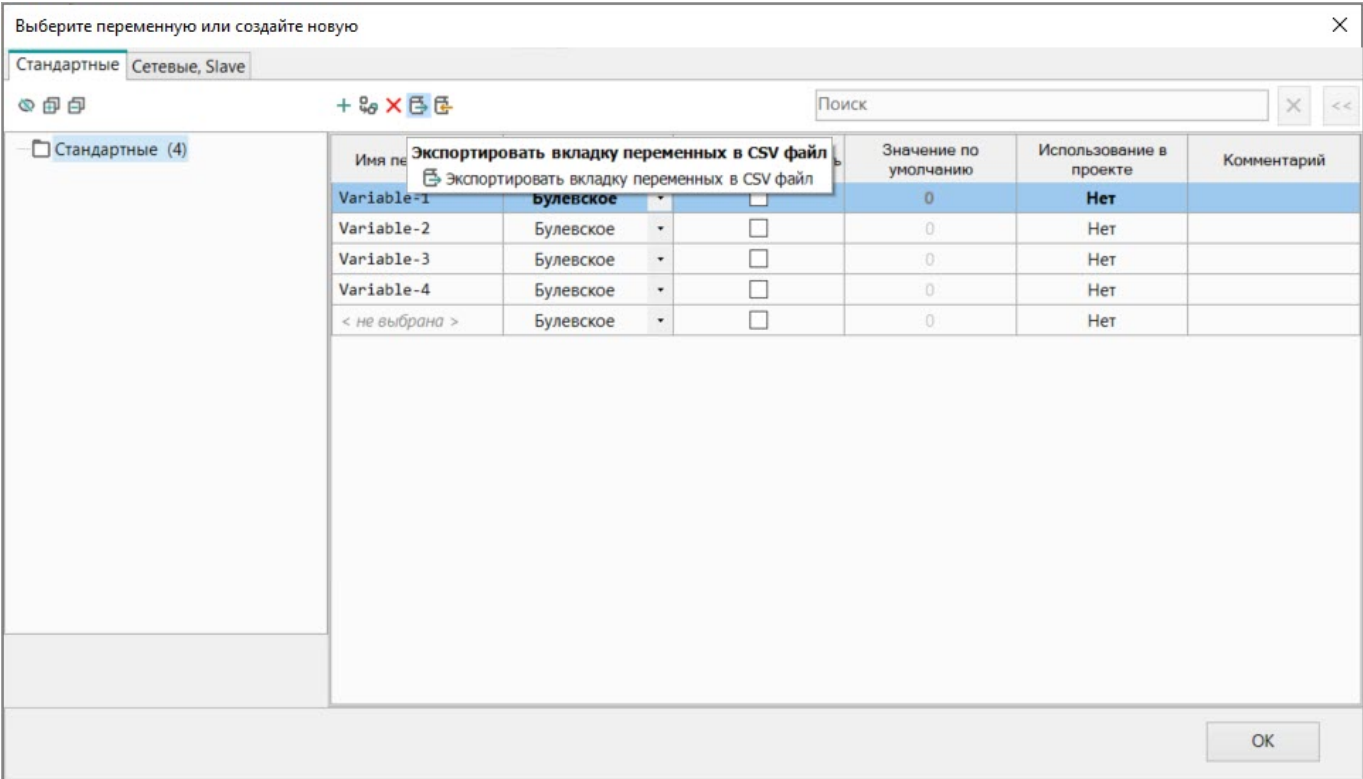 Выберите переменную или создайте новую
Стандартные Сетевые, Slave
Поиск <<
Стандартные (4)
Имя пе
Экспортировать вкладку переменных в CSV файл
Экспортировать вкладку переменных в CSV файл
ь
Значение по умолчанию
Использование в проекте
Комментарий
Variable-1 Булевское 0 Нет
Variable-2 Булевское 0 Нет
Variable-3 Булевское 0 Нет
Variable-4 Булевское 0 Нет
< не выбрана > Булевское 0 Нет
OK